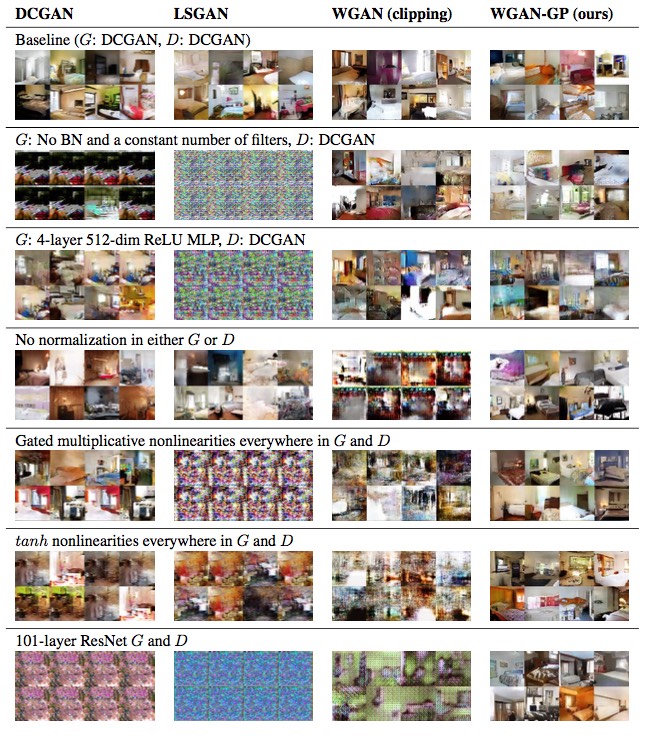 DCGAN LSGAN WGAN (clipping) WGAN-GP (ours)
Baseline (G: DCGAN, D: DCGAN)
G: No BN and a constant number of filters, D: DCGAN
G: 4-layer 512-dim ReLU MLP, D: DCGAN
No normalization in either G or D
Gated multiplicative nonlinearities everywhere in G and D
tanh nonlinearities everywhere in G and D
101-layer ResNet G and D